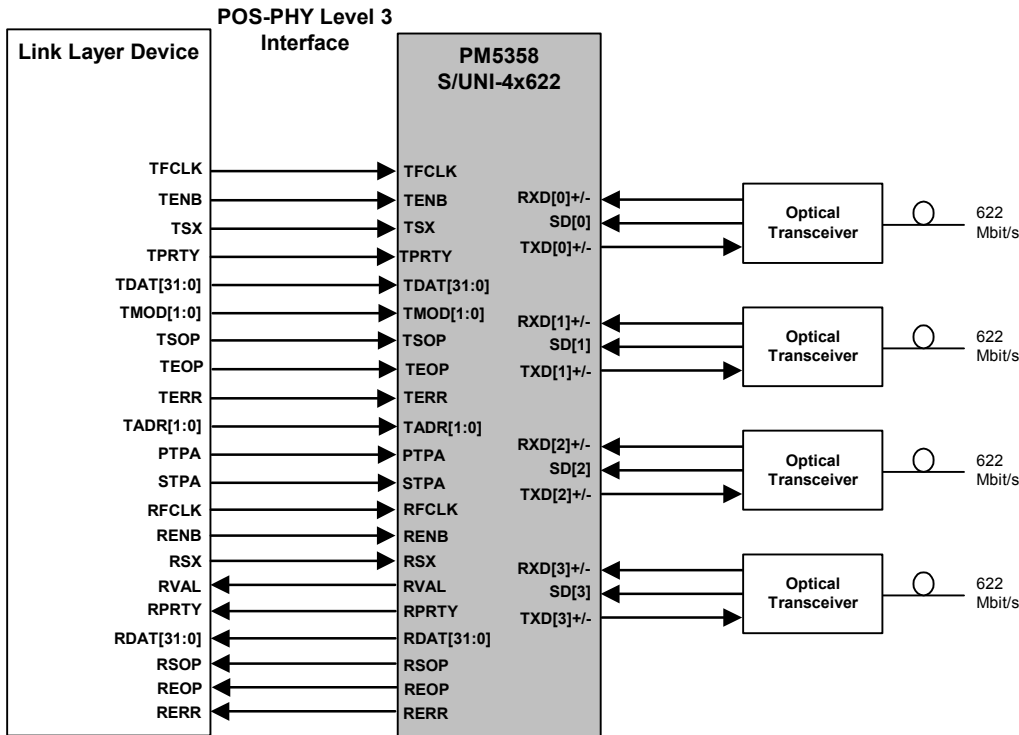 POS-PHY Level 3
Interface
Link Layer Device
PM5358
S/UNI-4x622
TFCLK
TENB
TSX
TPRTY
TDAT[31:0]
TMOD[1:0]
TSOP
TEOP
TERR
TADR[1:0]
PTPA
STPA
RFCLK
RENB
RSX
RVAL
RPRTY
RDAT[31:0]
RSOP
REOP
RERR
TFCLK
TENB
TSX
TPRTY
TDAT[31:0]
TMOD[1:0]
TSOP
TEOP
TERR
TADR[1:0]
PTPA
STPA
RFCLK
RENB
RSX
RVAL
RPRTY
RDAT[31:0]
RSOP
REOP
RERR
RXD[0]+/-
SD[0]
TXD[0]+/-
Optical
Transceiver
622
Mbit/s
RXD[1]+/-
SD[1]
TXD[1]+/-
Optical
Transceiver
622
Mbit/s
RXD[2]+/-
SD[2]
TXD[2]+/-
Optical
Transceiver
622
Mbit/s
RXD[3]+/-
SD[3]
TXD[3]+/-
Optical
Transceiver
622
Mbit/s